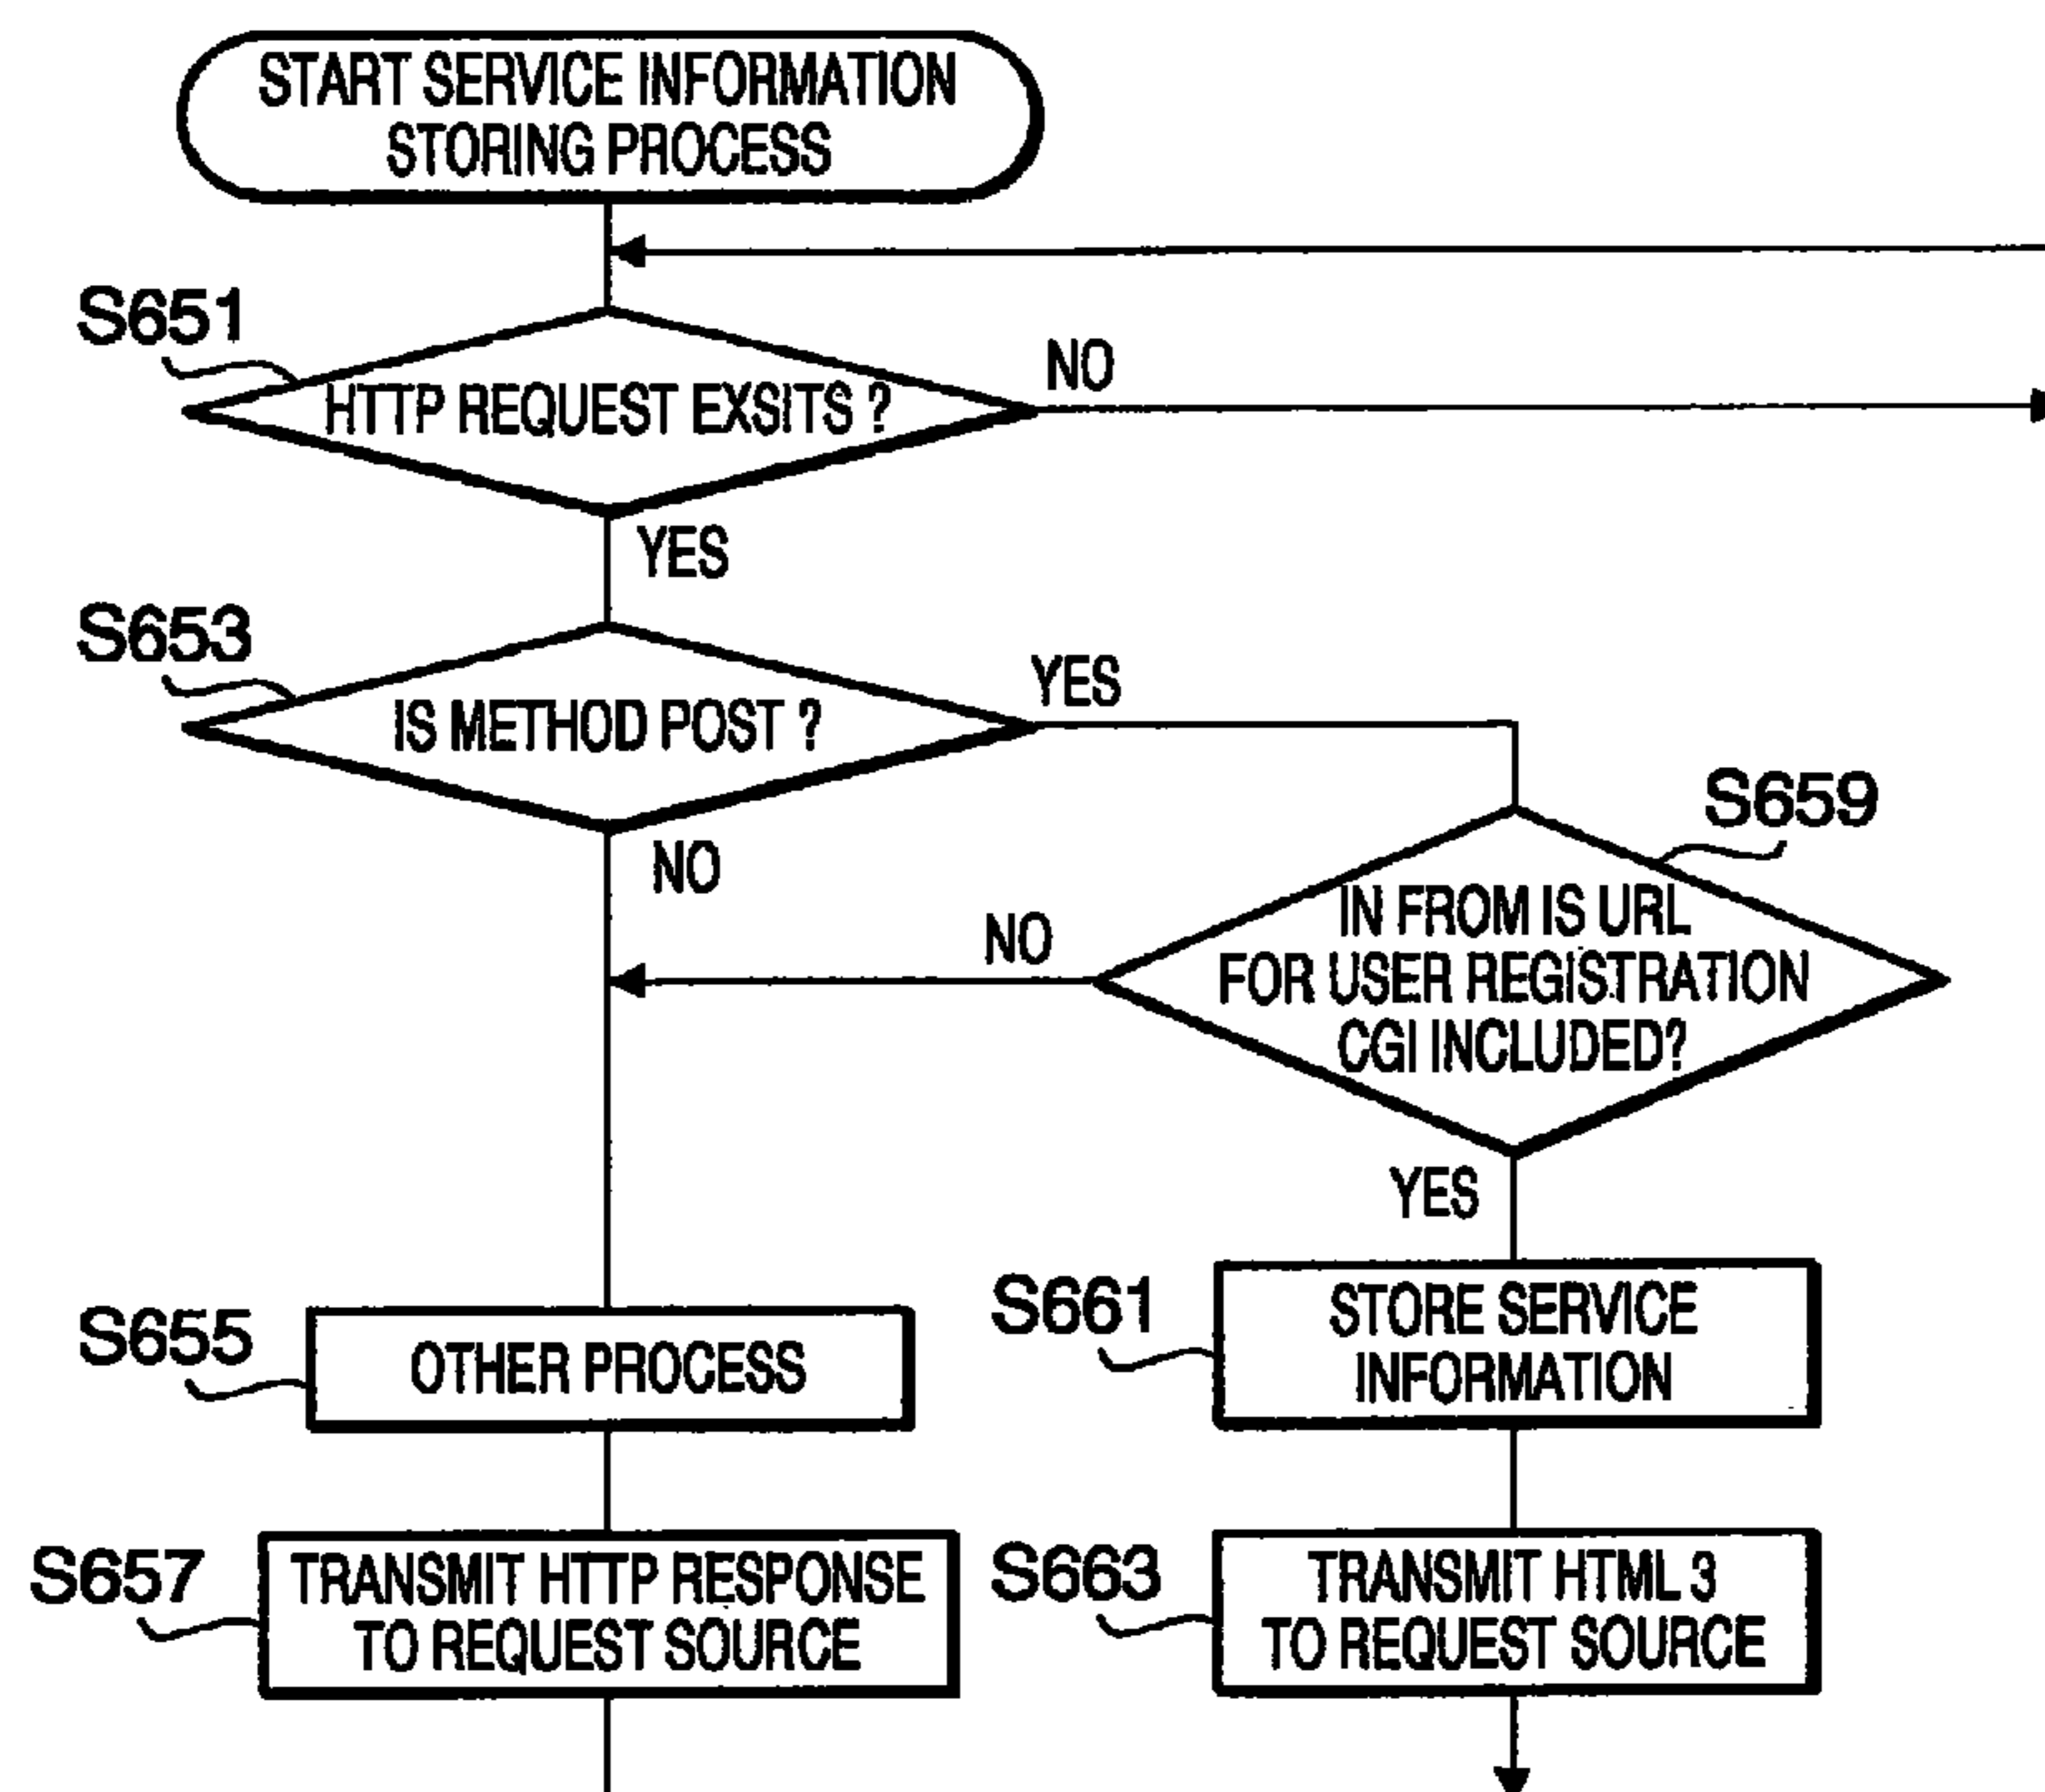 START SERVICE INFORMATION
STORING PROCESS
S651
NO
HTTP REQUEST EXSITS ?
YES
S653
YES
IS METHOD POST ?
NO
S659
IN FROM IS URL
FOR USER REGISTRATION
CGI INCLUDED?
NO
YES
S655
OTHER PROCESS
S661
STORE SERVICE
INFORMATION
S657
TRANSMIT HTTP RESPONSE
TO REQUEST SOURCE
S663
TRANSMIT HTML 3
TO REQUEST SOURCE